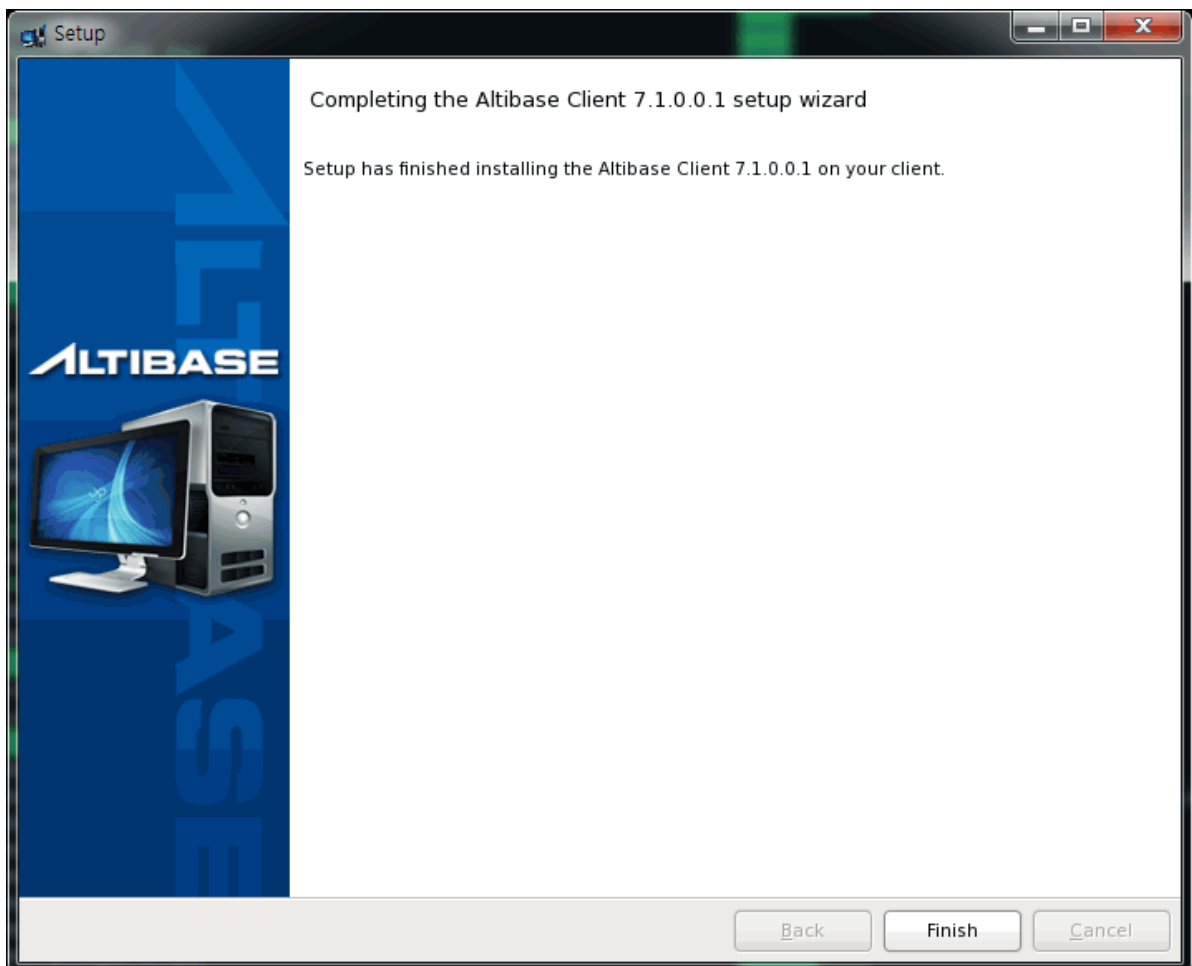 Setup
Completing the Altibase Client 7.1.0.0.1 setup wizard
Setup has finished installing the Altibase Client 7.1.0.0.1 on your client.
ALTIBASE
ALTIBASE
Back
Finish
Cancel